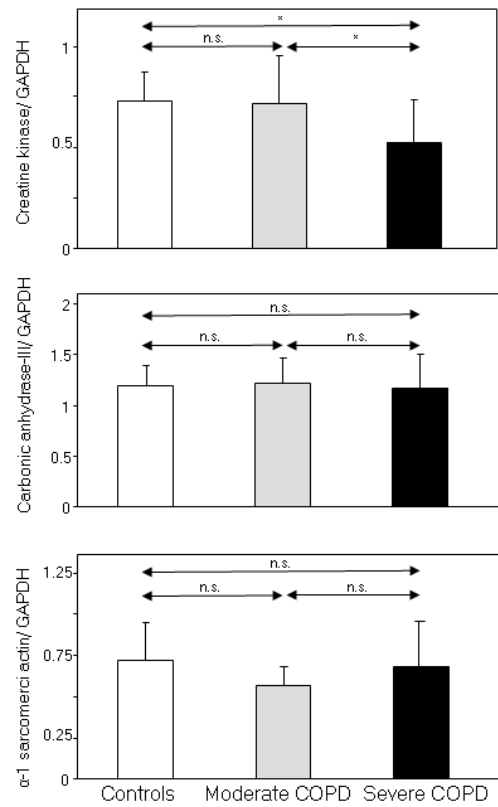 *
n.s.
*
1
0.5
0
Creatine kinase/ GAPDH
n.s.
n.s.
n.s.
2
1.5
1
0.5
0
Carbonic anhydrase-III/ GAPDH
n.s.
n.s.
n.s.
1.25
0.75
0.25
0
α-1 sarcomerci actin/ GAPDH
Controls Moderate COPD Severe COPD